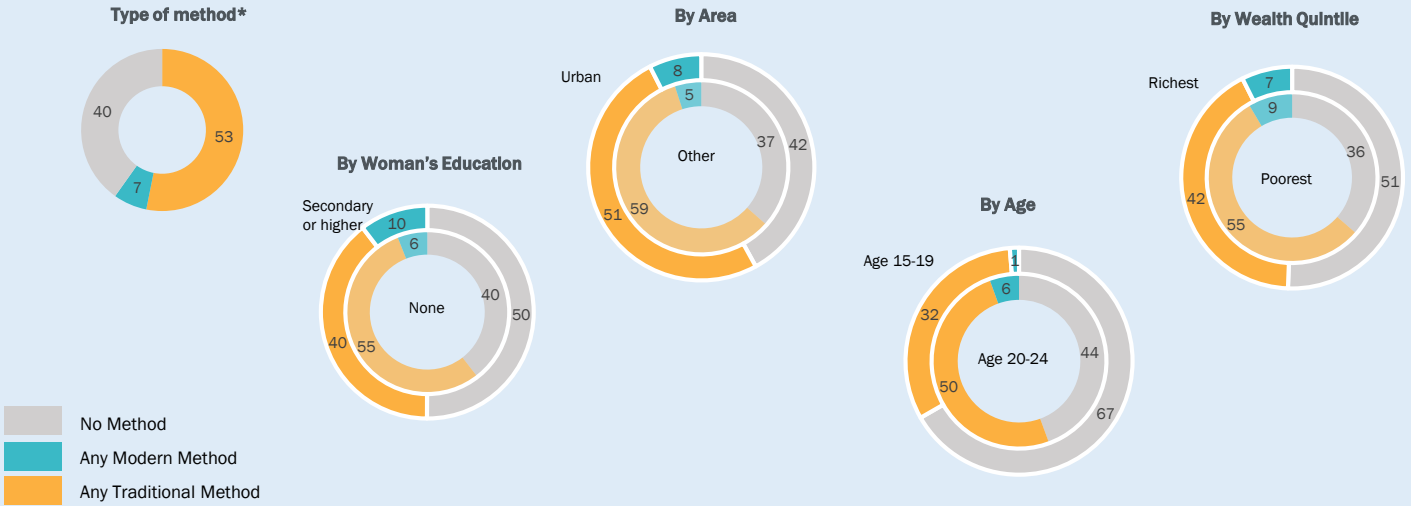 Type of method*
40
53
7
By Woman's Education
Secondary
or higher
10
6
None
40
50
40
55
By Area
Urban
8
5
Other
37
42
59
51
By Age
Age 15-19
1
6
32
Age 20-24
44
50
67
By Wealth Quintile
Richest
7
9
36
Poorest
51
42
55
No Method
Any Modern Method
Any Traditional Method